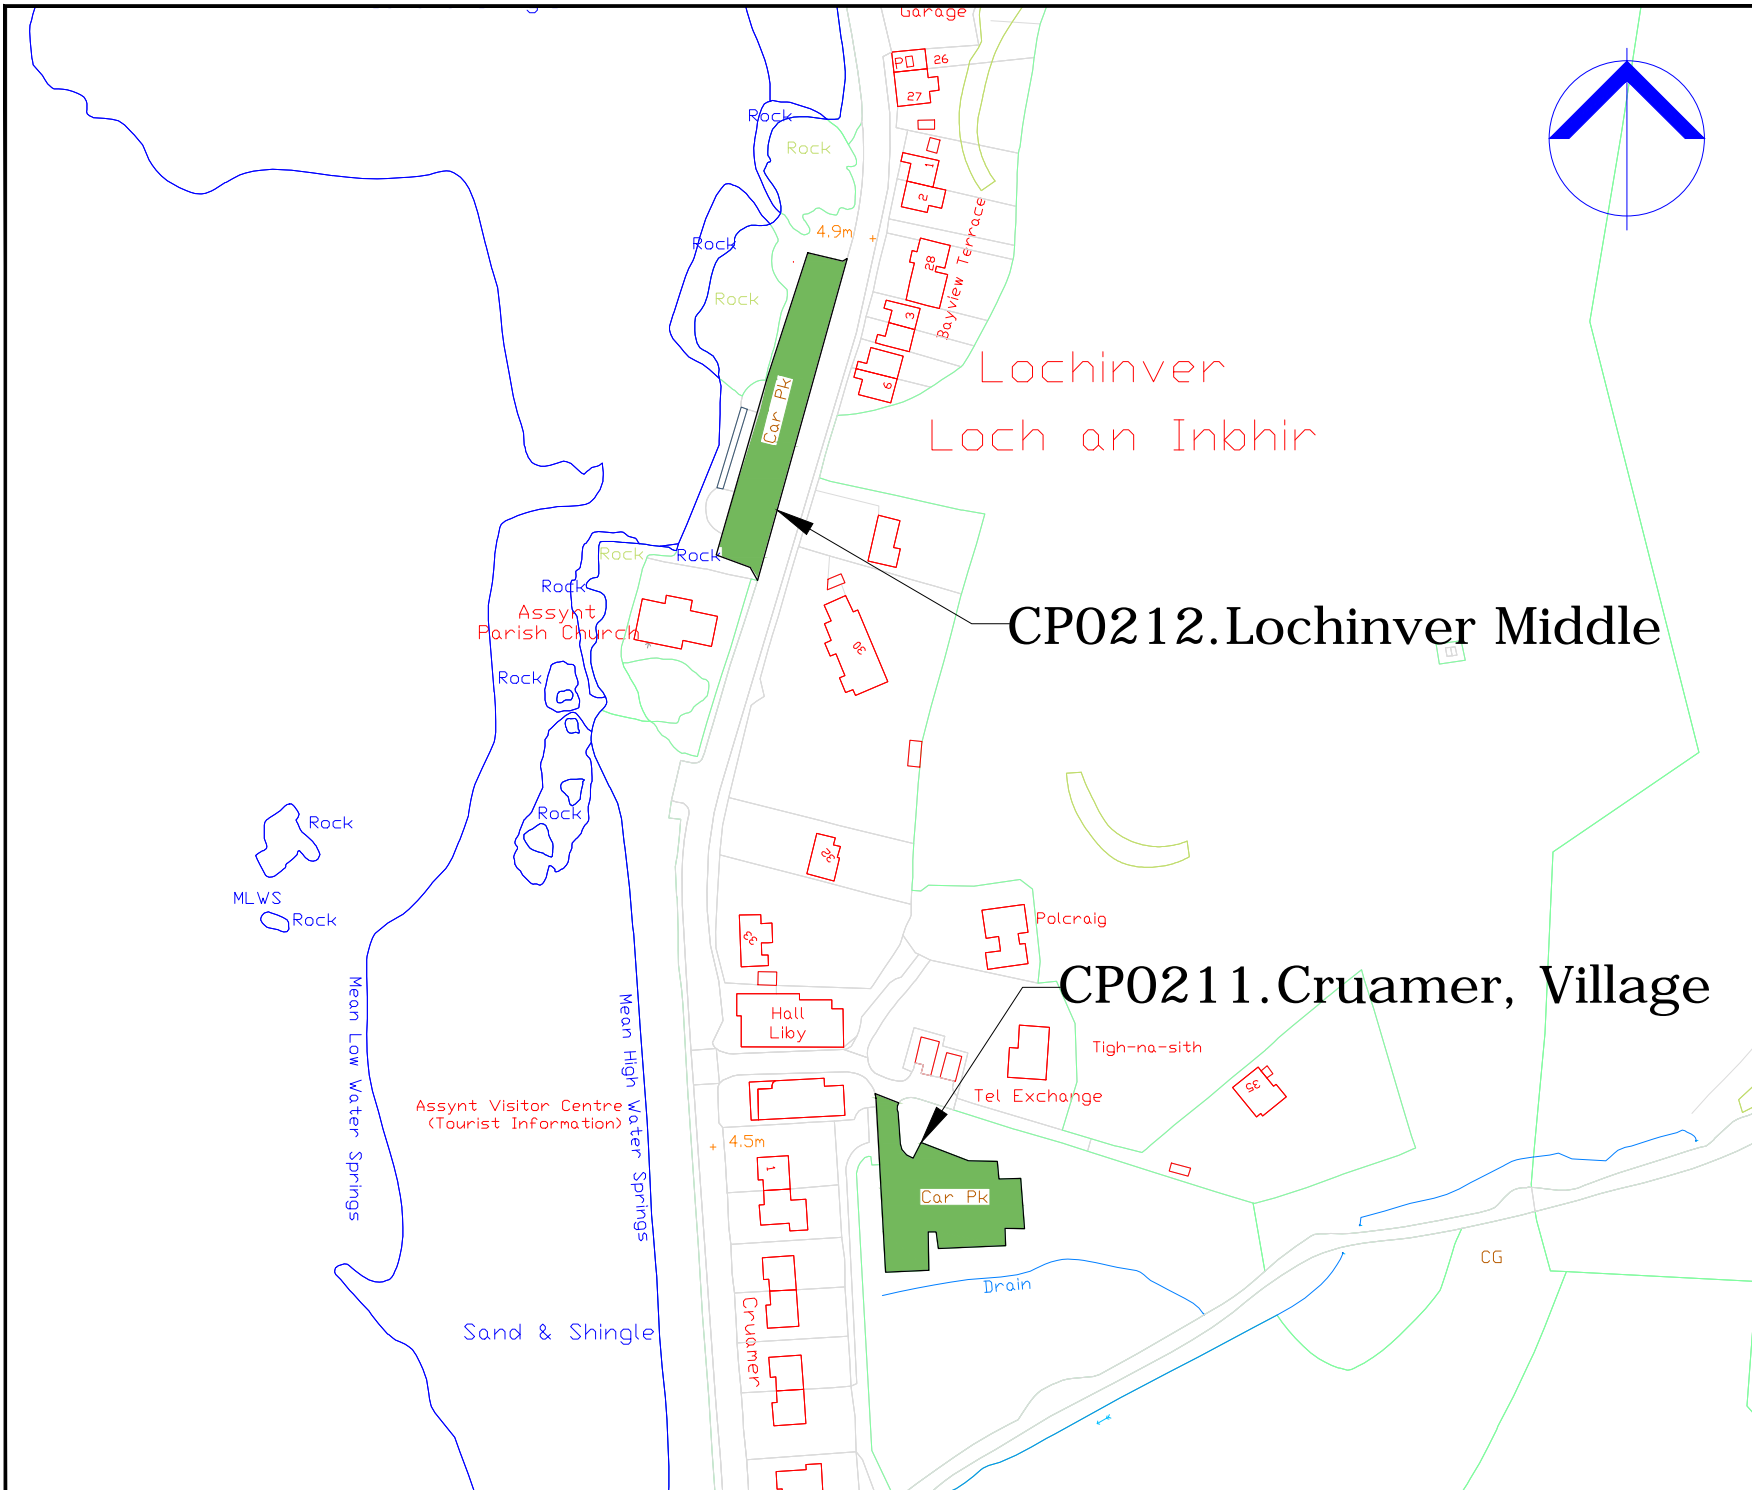 Garage
P
26
27
Rock
Rock
1
2
Rock
4.9m
28
Bayview Terrace
Rock
3
6
Car Pk
Lochinver
Loch an Inbhir
Rock
Rock
Rock
Assynt
Parish Church
CP0212.Lochinver Middle
30
Rock
Rock
Rock
32
MLWS
Rock
33
Polcraig
Mean Low Water Springs
Mean High Water Springs
CP0211.Cruamer, Village
Hall
Liby
Tigh-na-sith
35
Tel Exchange
Assynt Visitor Centre
(Tourist Information)
4.5m
1
Car Pk
CG
Drain
Cruamer
Sand & Shingle